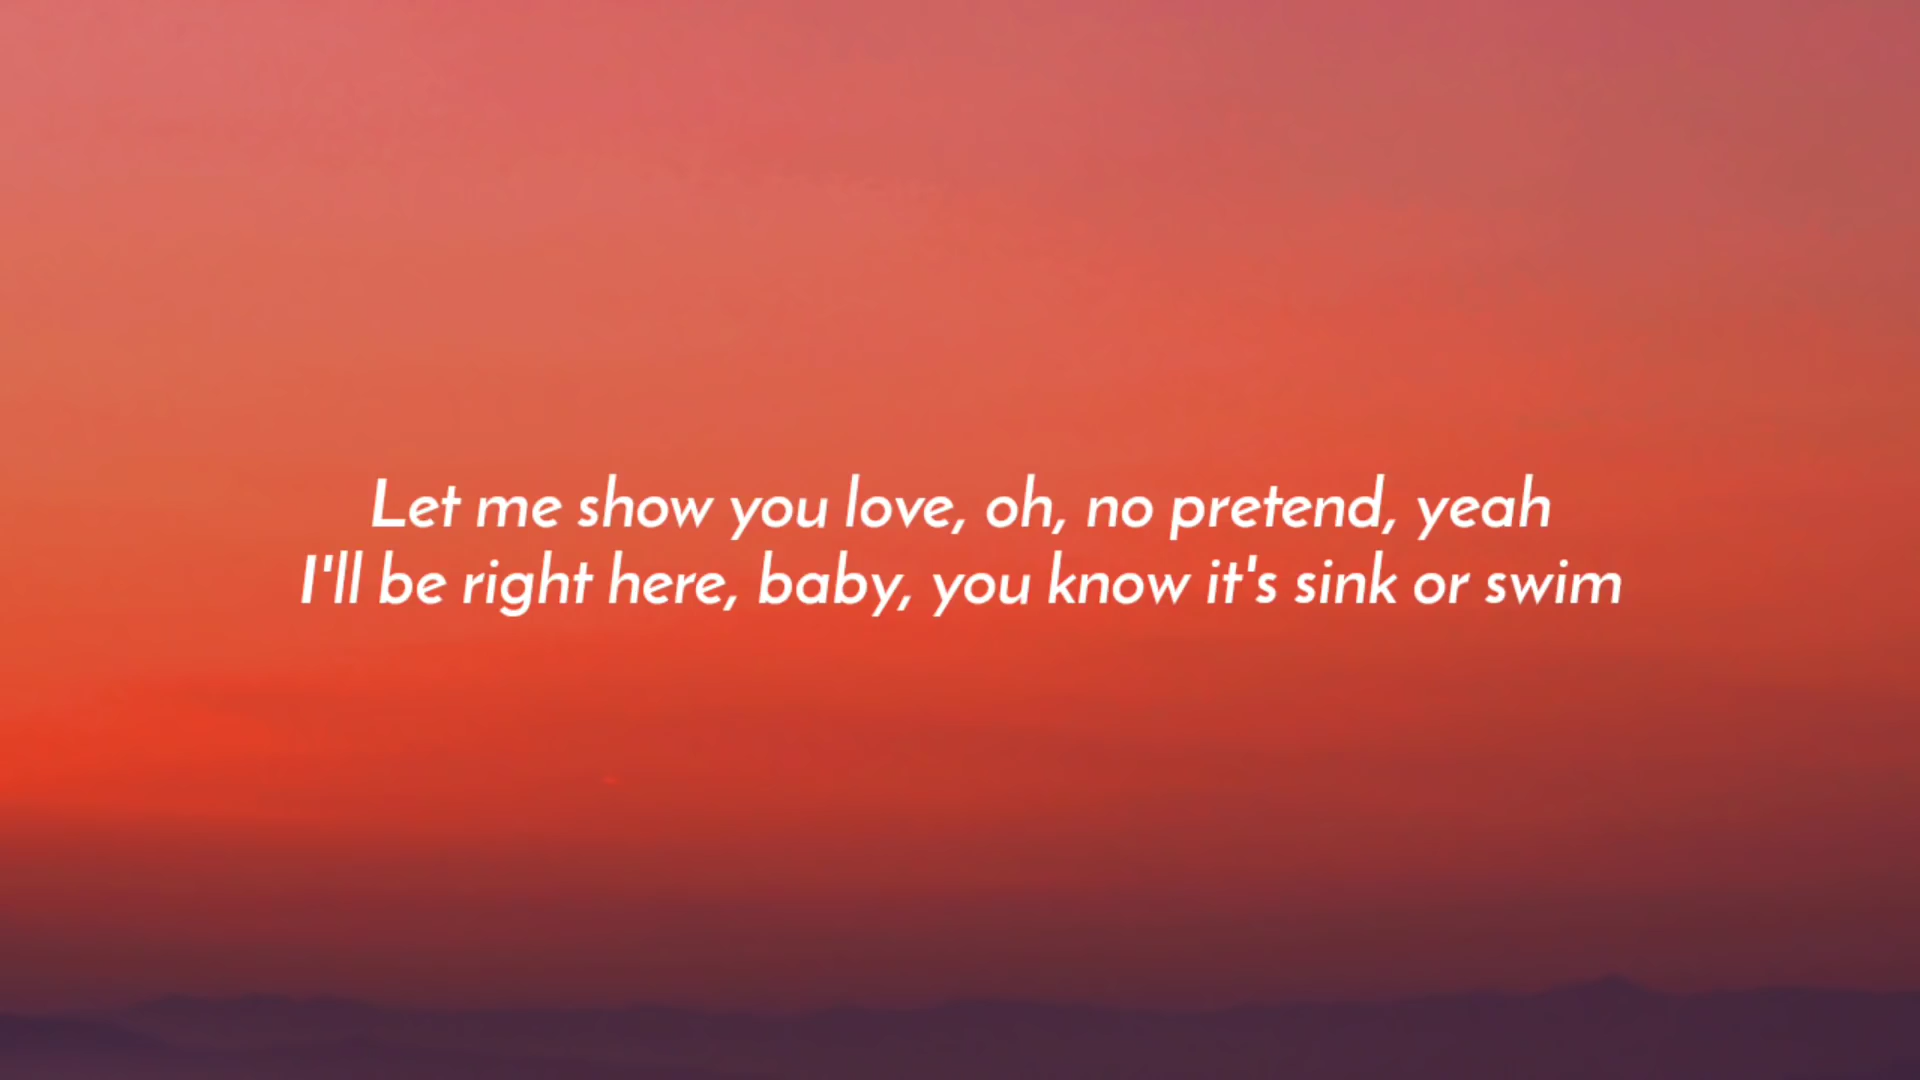 Let me show you love, oh, no pretend, yeah
I'll be right here, baby, you know it's sink or swim